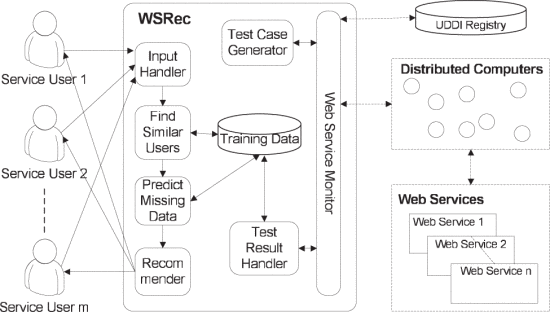 WSRec
Service User 1
Service User 2
Service User m
Input
Handler
Find
Similar
Users
Predict
Missing
Data
Recom
mender
Test Case
Generator
Training Data
Test
Result
Handler
Web Service Monitor
UDDI Registry
Distributed Computers
Web Services
Web Service 1
Web Service 2
Web Service n